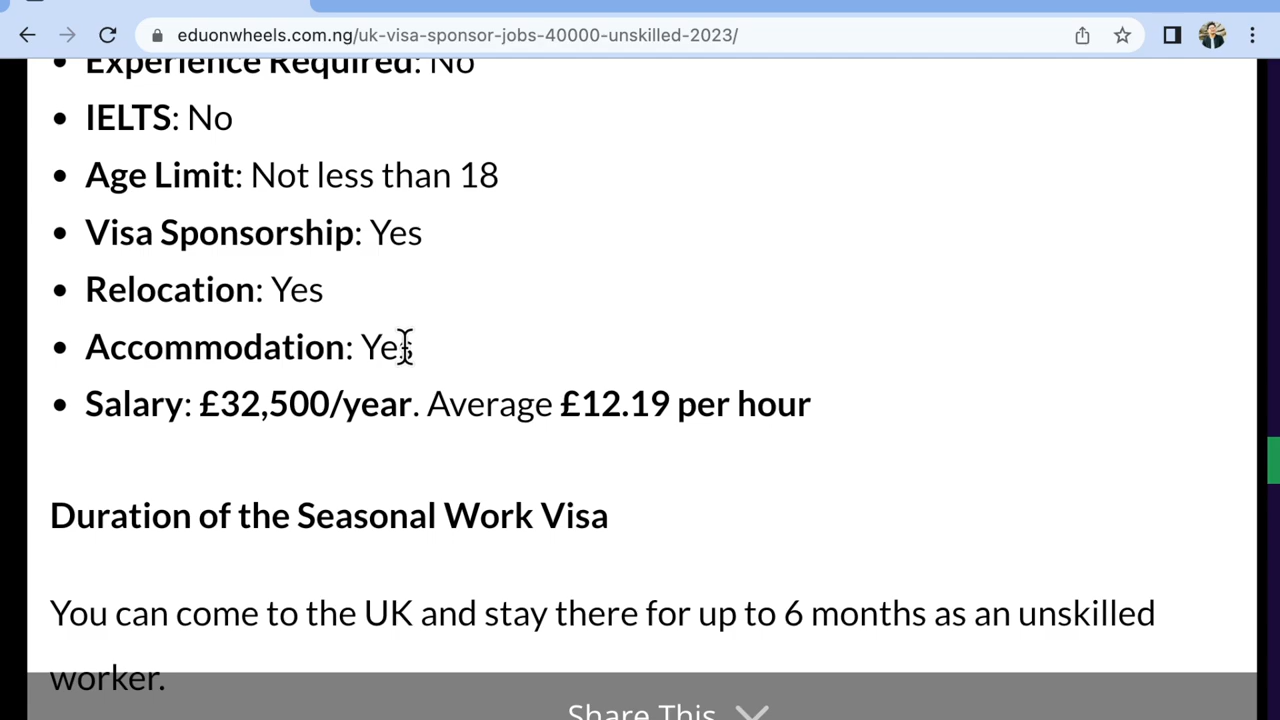 eduonwheels.com.ng/uk-visa-sponsor-jobs-40000-unskilled-2023/
• Experience Required: No
• IELTS: No
• Age Limit: Not less than 18
• Visa Sponsorship: Yes
• Relocation: Yes
• Accommodation: Yes
• Salary: £32,500/year. Average £12.19 per hour
Duration of the Seasonal Work Visa
You can come to the UK and stay there for up to 6 months as an unskilled
worker.
Share This